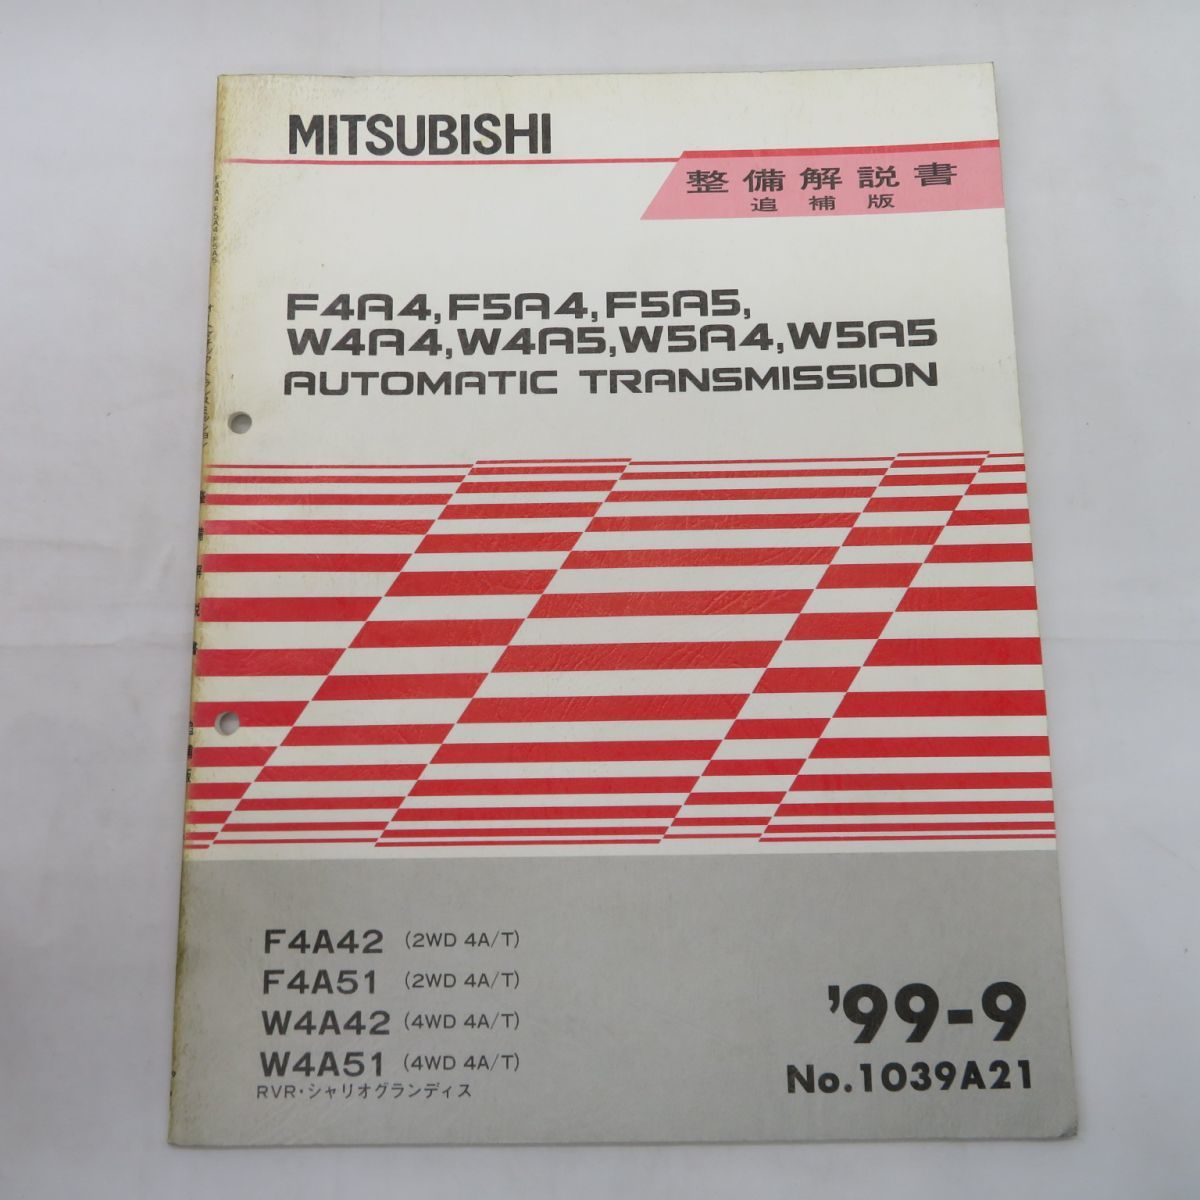 MITSUBISHI
整備解説書
追補版
F4A4, F5A4, F5A5,
W4A4, W4A5, W5A4, W5A5
AUTOMATIC TRANSMISSION
F4A42 (2WD 4A/T)
F4A51 (2WD 4A/T)
W4A42 (4WD 4A/T)
W4A51 (4WD 4A/T)
RVR・シャリオグランディス
'99-9
No.1039A21